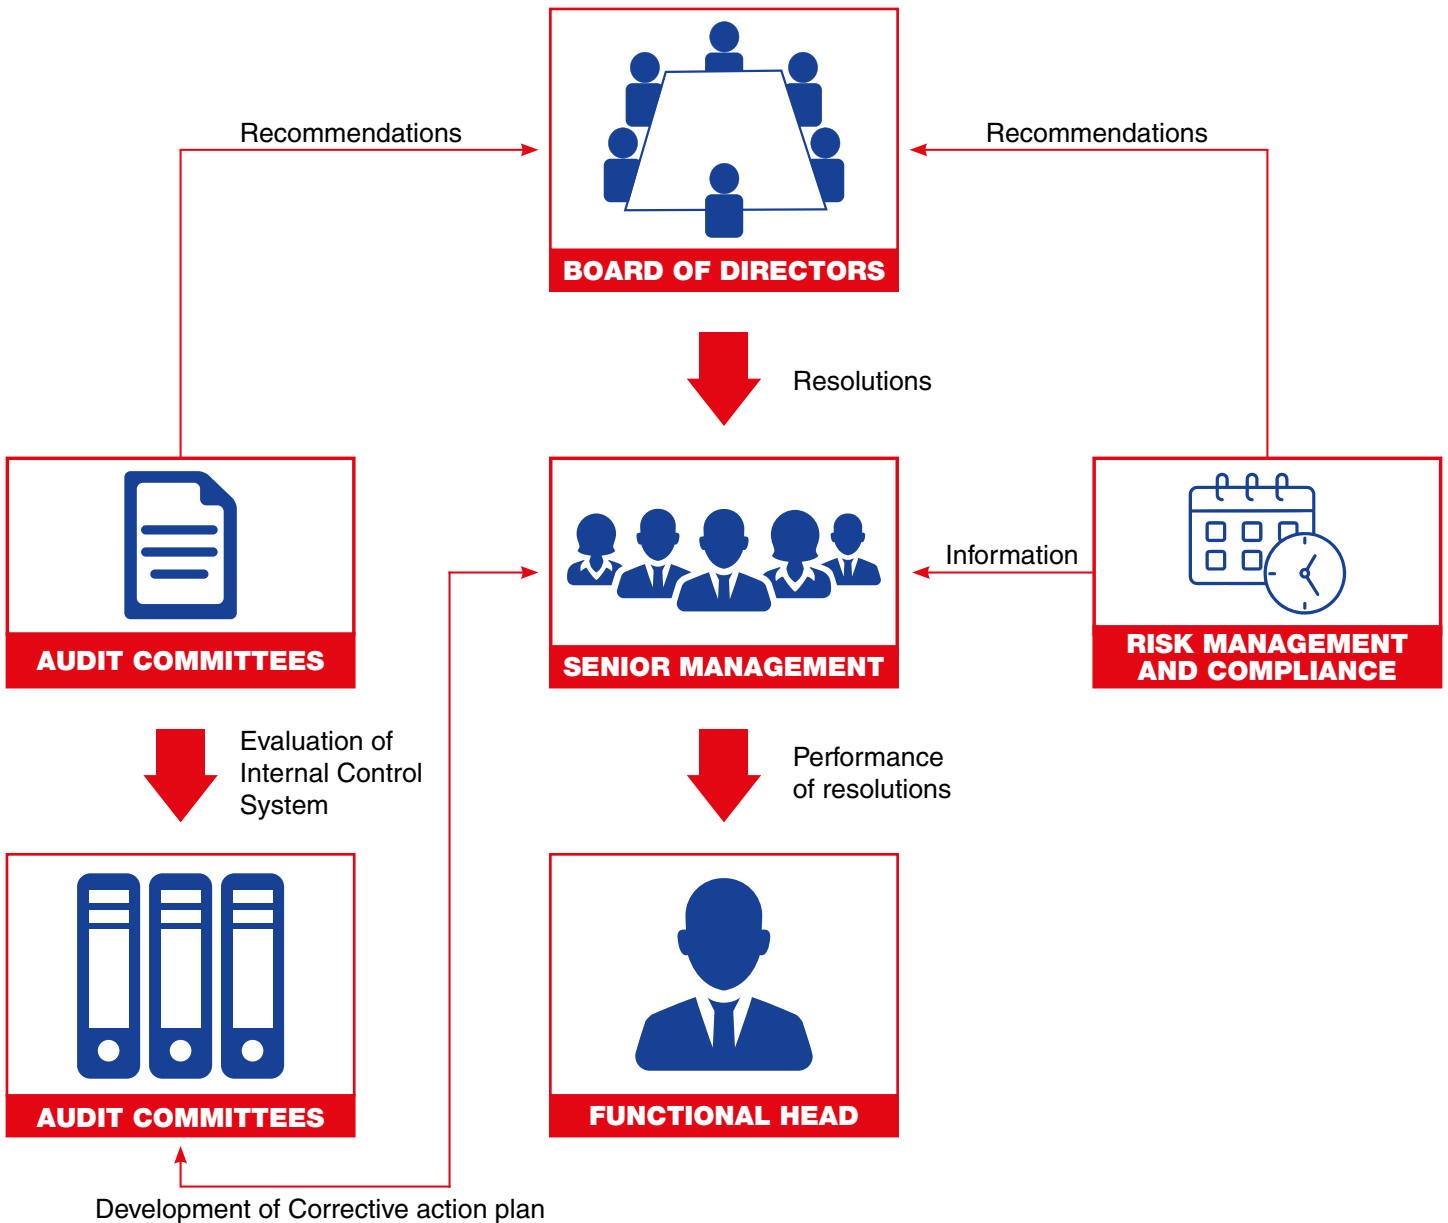 Recommendations
Recommendations
BOARD OF DIRECTORS
Resolutions
Information
AUDIT COMMITTEES
SENIOR MANAGEMENT
RISK MANAGEMENT
AND COMPLIANCE
Evaluation of
Internal Control
System
Performance
of resolutions
AUDIT COMMITTEES
FUNCTIONAL HEAD
Development of Corrective action plan